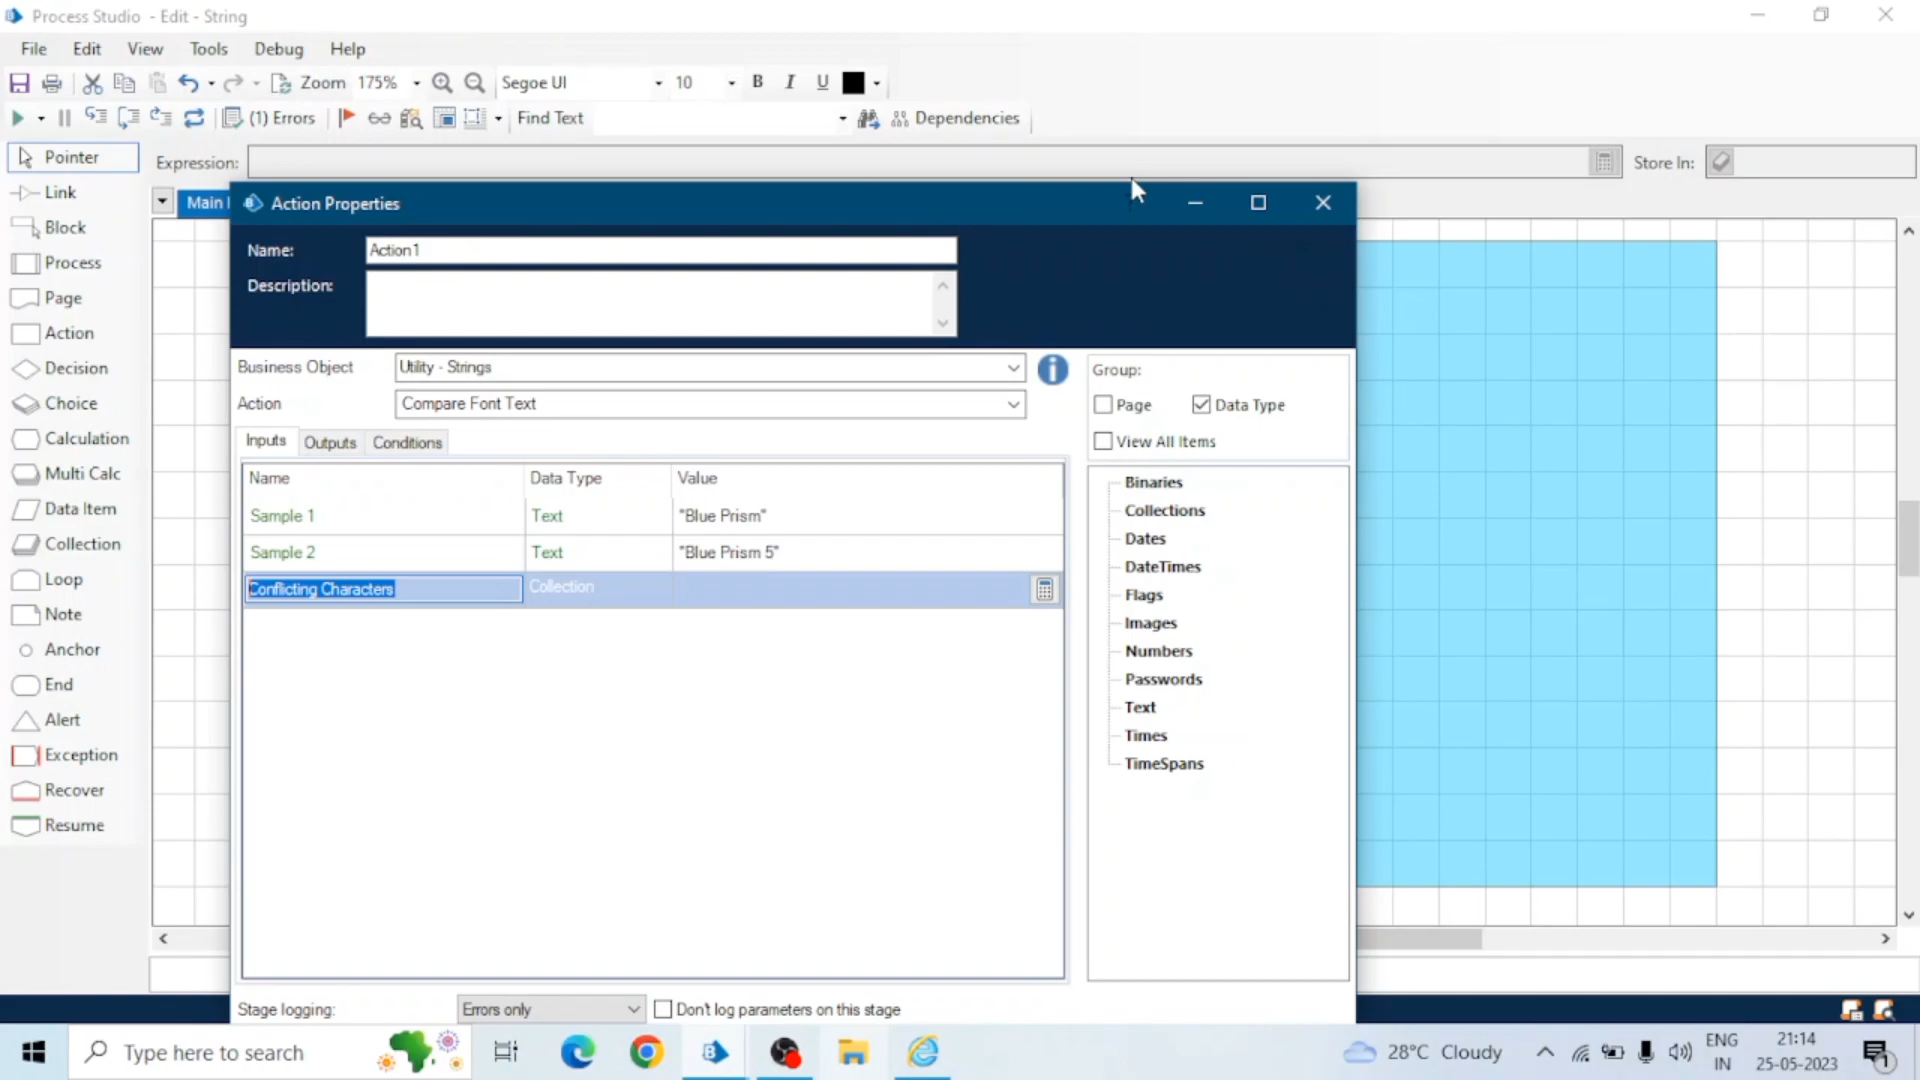 Process Studio - Edit - String
File Edit View Tools Debug Help
Zoom 175% Segoe UI 10 B I U
(1) Errors Find Text Dependencies
Pointer
Link
Block
Process
Page
Action
Decision
Choice
Calculation
Multi Calc
Data Item
Collection
Loop
Note
Anchor
End
Alert
Exception
Recover
Resume
Expression: Store In:
Main
Action Properties
Name: Action1
Description:
Business Object Utility - Strings
Action Compare Font Text
Inputs Outputs Conditions
Name Data Type Value
Sample 1 Text "Blue Prism"
Sample 2 Text "Blue Prism 5"
Conflicting Characters Collection
Group:
Page Data Type
View All Items
Binaries
Collections
Dates
DateTimes
Flags
Images
Numbers
Passwords
Text
Times
TimeSpans
Stage logging: Errors only Don't log parameters on this stage
Type here to search
28°C Cloudy
ENG
IN
21:14
25-05-2023
1